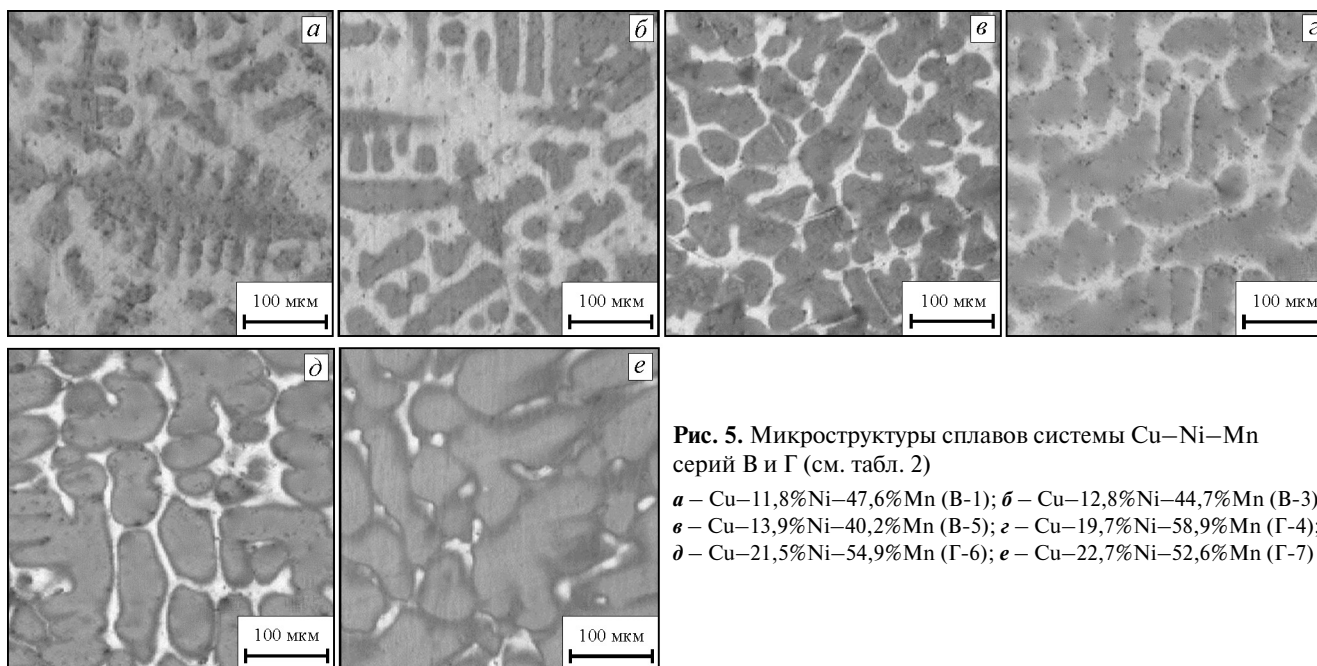 а
б
в
г
100 мкм
100 мкм
100 мкм
100 мкм
д
е
100 мкм
100 мкм
Рис. 5. Микроструктуры сплавов системы Cu–Ni–Mn
серий В и Г (см. табл. 2)
а – Cu–11,8%Ni–47,6%Mn (В-1); б – Cu–12,8%Ni–44,7%Mn (В-3)
в – Cu–13,9%Ni–40,2%Mn (В-5); г – Cu–19,7%Ni–58,9%Mn (Г-4);
д – Cu–21,5%Ni–54,9%Mn (Г-6); е – Cu–22,7%Ni–52,6%Mn (Г-7)